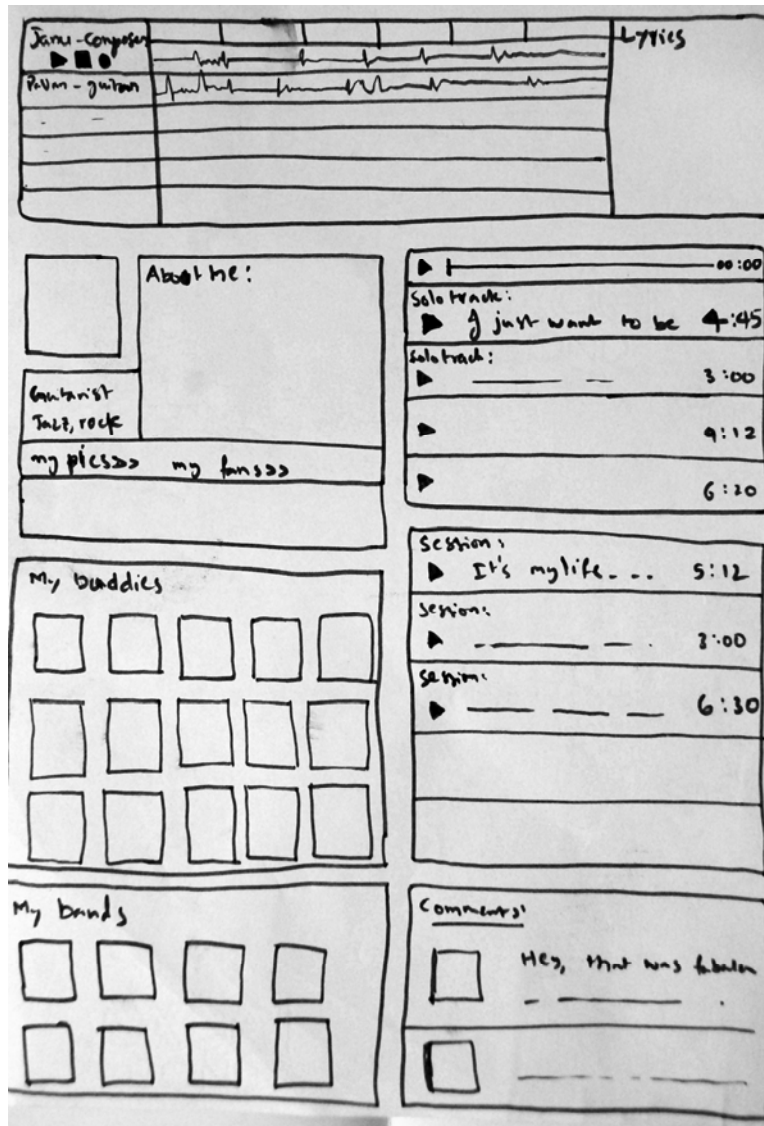 Janu-Composer
Lyrics
Pavan - guitar
About me:
Guitarist
Jazz, rock
my pics>>>
my fans>>>
00:00
Solo track:
I just want to be 4:45
Solo track:
3:00
9:12
6:20
My buddies
Session:
It's my life... 5:12
Session:
3:00
Session:
6:30
My bands
Comments:
Hey, that was